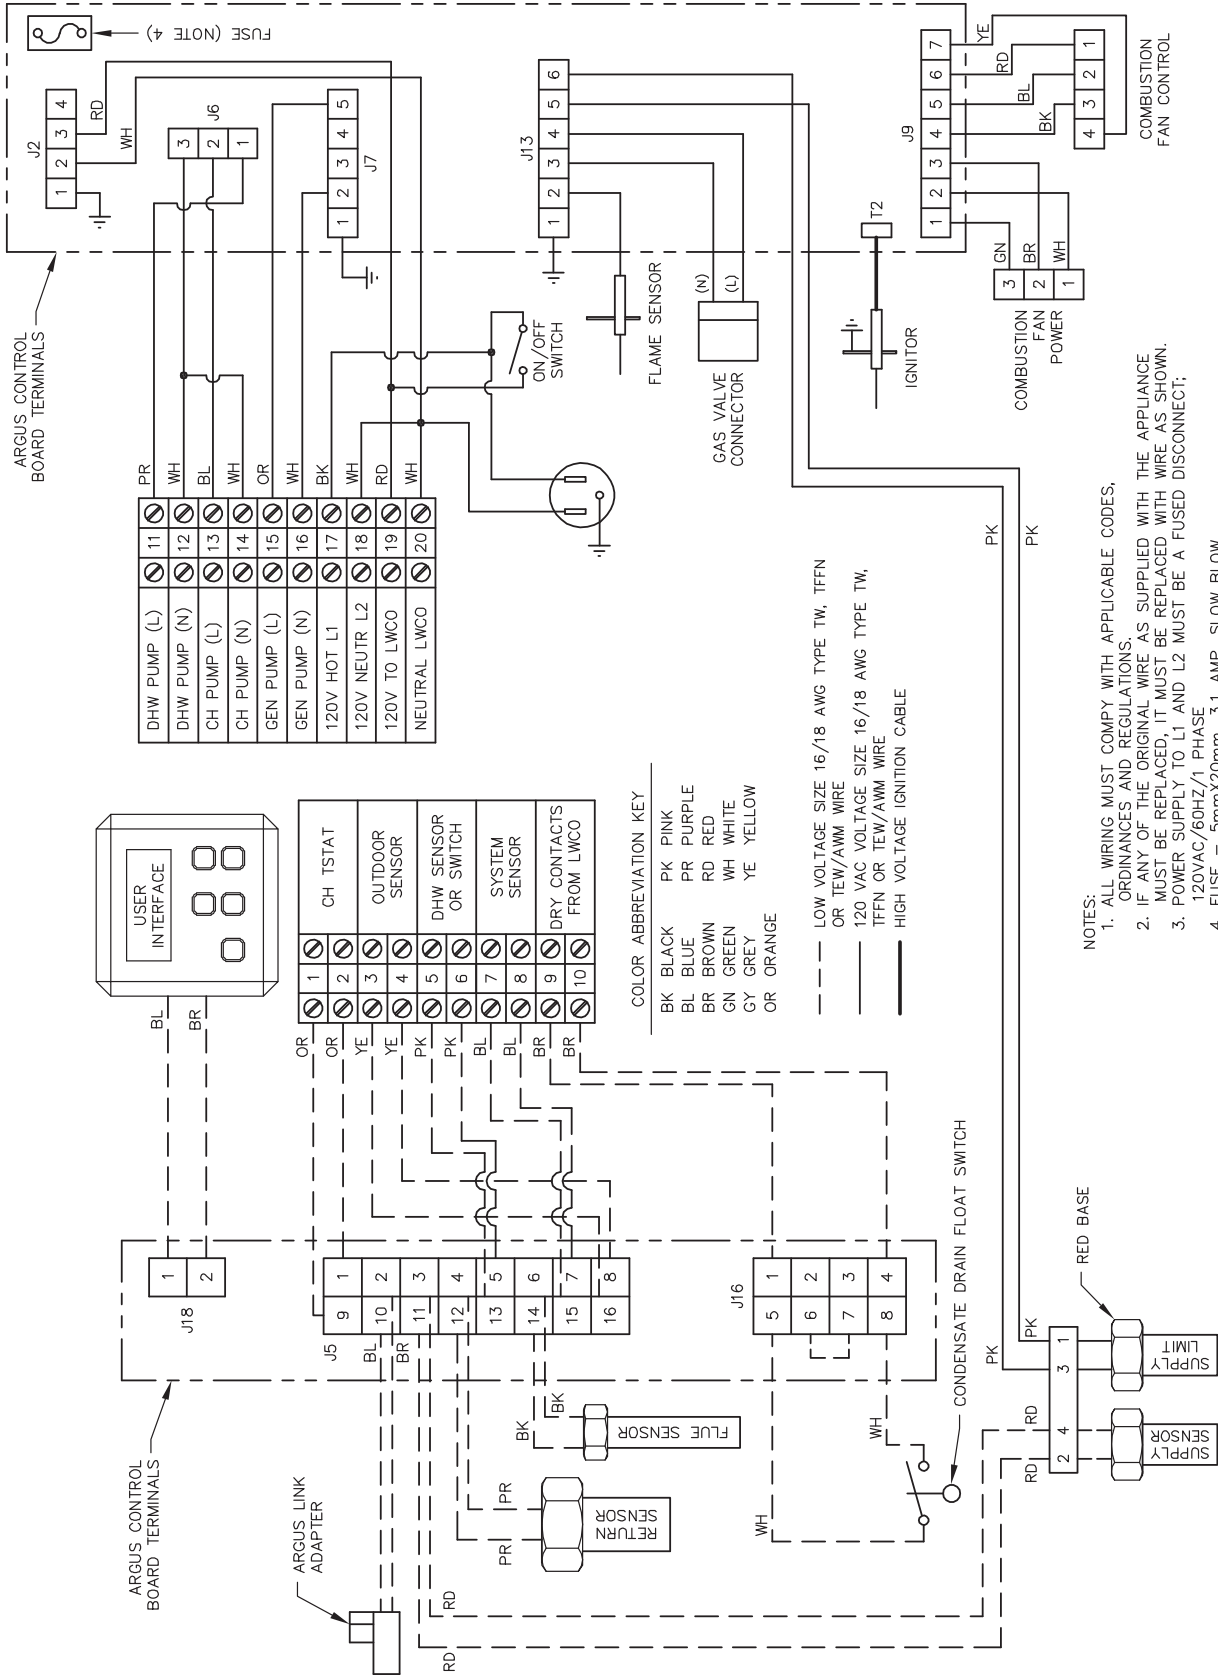 ARGUS CONTROL
BOARD TERMINALS
FUSE (NOTE 4)
J2
1 2 3 4
RD
WH
J6
3
2
1
J7
1 2 3 4 5
J13
1 2 3 4 5 6
J9
1 2 3 4 5 6 7
YE
RD
BL
BK
4 3 2 1
COMBUSTION
FAN CONTROL
GN
BR
WH
3
2
1
COMBUSTION
FAN
POWER
T2
IGNITOR
FLAME SENSOR
(N)
(L)
GAS VALVE
CONNECTOR
ON/OFF
SWITCH
PR
WH
BL
WH
OR
WH
BK
WH
RD
WH
DHW PUMP (L) 11
DHW PUMP (N) 12
CH PUMP (L) 13
CH PUMP (N) 14
GEN PUMP (L) 15
GEN PUMP (N) 16
120V HOT L1 17
120V NEUTR L2 18
120V TO LWCO 19
NEUTRAL LWCO 20
USER
INTERFACE
BL
BR
CH TSTAT
OUTDOOR
SENSOR
DHW SENSOR
OR SWITCH
SYSTEM
SENSOR
DRY CONTACTS
FROM LWCO
1
2
3
4
5
6
7
8
9
10
OR
OR
YE
YE
PK
PK
BL
BL
BR
BR
COLOR ABBREVIATION KEY
BK BLACK PK PINK
BL BLUE PR PURPLE
BR BROWN RD RED
GN GREEN WH WHITE
GY GREY YE YELLOW
OR ORANGE
LOW VOLTAGE SIZE 16/18 AWG TYPE TW, TFFN
OR TEW/AWM WIRE
120 VAC VOLTAGE SIZE 16/18 AWG TYPE TW,
TFFN OR TEW/AWM WIRE
HIGH VOLTAGE IGNITION CABLE
PK
PK
NOTES:
1. ALL WIRING MUST COMPY WITH APPLICABLE CODES,
ORDINANCES AND REGULATIONS.
2. IF ANY OF THE ORIGINAL WIRE AS SUPPLIED WITH THE APPLIANCE
MUST BE REPLACED, IT MUST BE REPLACED WITH WIRE AS SHOWN.
3. POWER SUPPLY TO L1 AND L2 MUST BE A FUSED DISCONNECT;
120VAC/60HZ/1 PHASE
4. FUSE – 5mmX20mm, 3.1 AMP, SLOW BLOW
ARGUS CONTROL
BOARD TERMINALS
J18
1
2
J5
1 2 3 4 5 6 7 8
9 10 11 12 13 14 15 16
J16
1 2 3 4
5 6 7 8
BL
BR
ARGUS LINK
ADAPTER
PR
PR
RETURN
SENSOR
BK
BK
FLUE SENSOR
WH
WH
CONDENSATE DRAIN FLOAT SWITCH
RD
RD
RD
RD
PK
PK
2 4 3 1
RED BASE
SUPPLY
SENSOR
SUPPLY
LIMIT